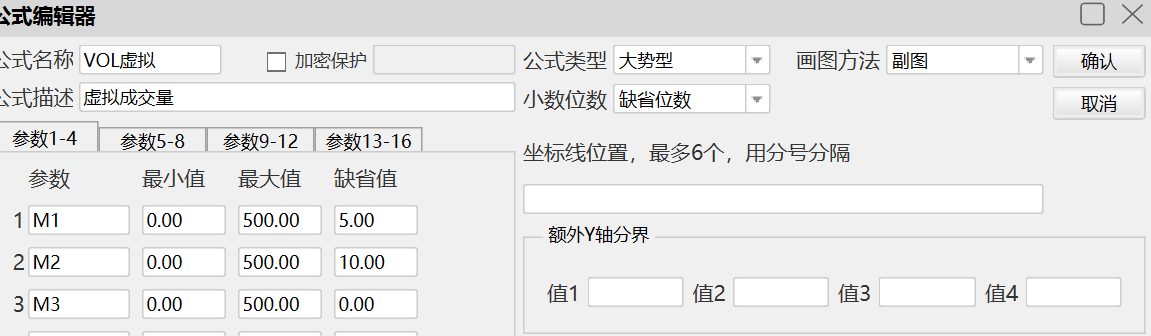 公式编辑器
公式名称 VOL虚拟 加密保护 公式类型 大势型 画图方法 副图 确认
公式描述 虚拟成交量 小数位数 缺省位数 取消
参数1-4 参数5-8 参数9-12 参数13-16
坐标线位置，最多6个，用分号分隔
参数 最小值 最大值 缺省值
1 M1 0.00 500.00 5.00
额外Y轴分界
2 M2 0.00 500.00 10.00
值1 值2 值3 值4
3 M3 0.00 500.00 0.00